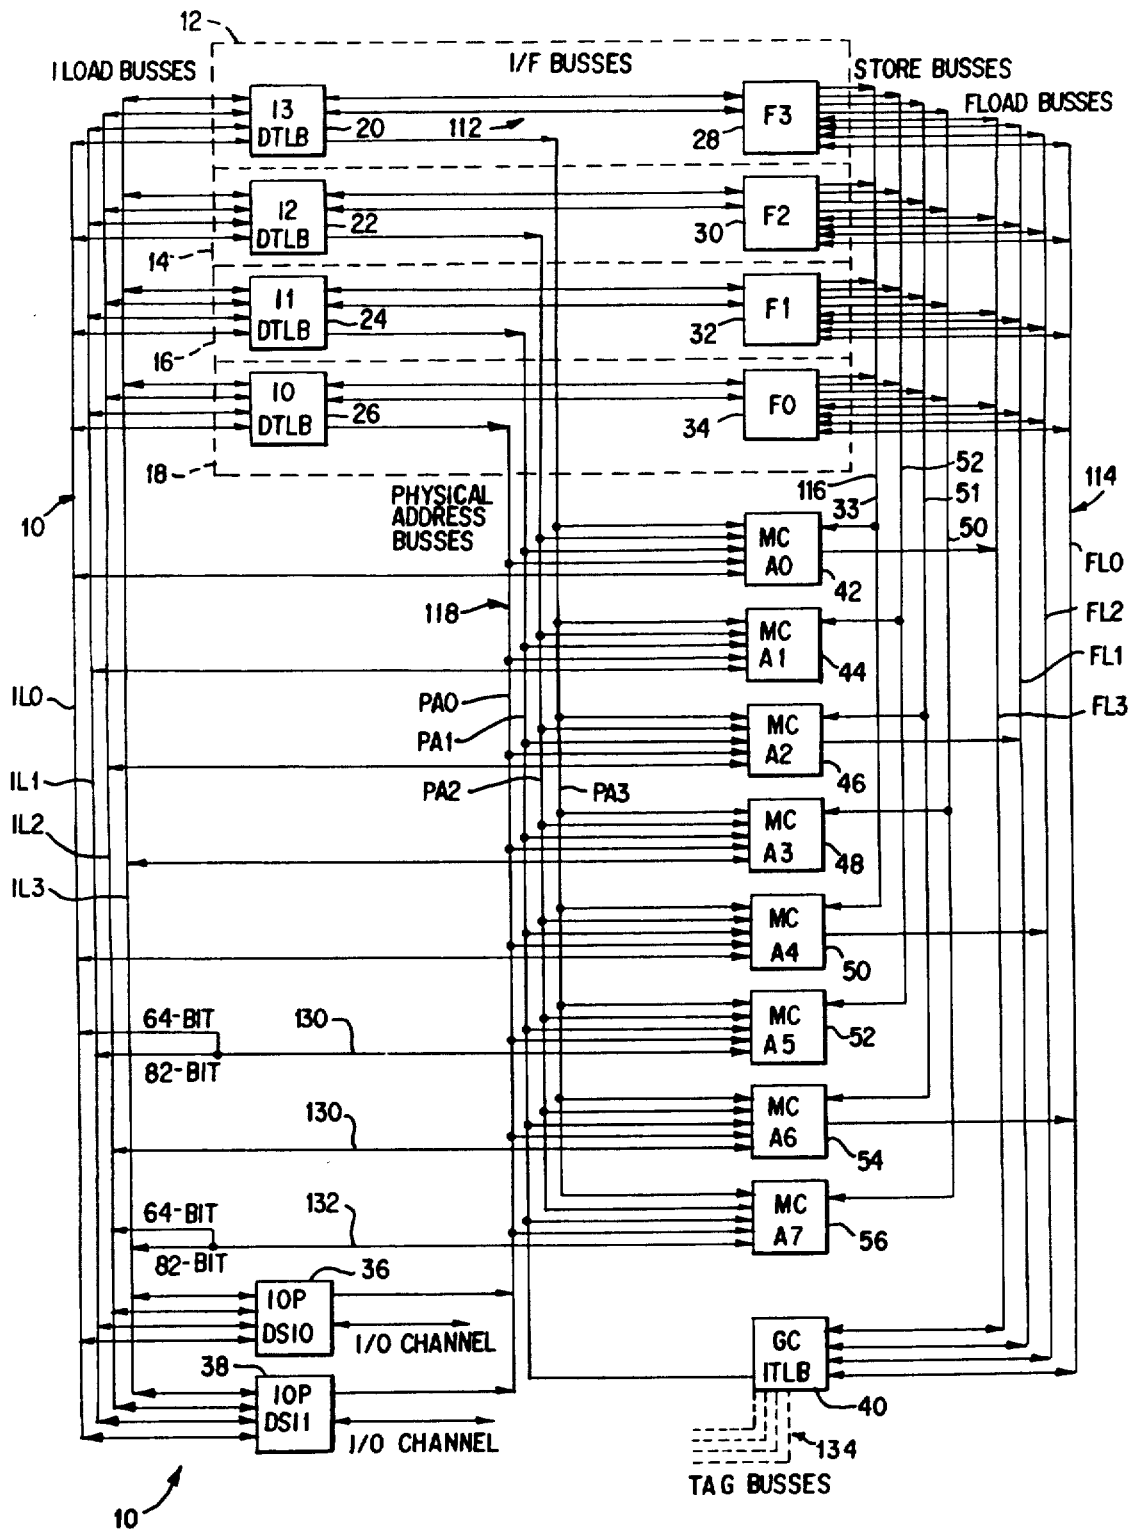 12
ILOAD BUSSES
I/F BUSSES
STORE BUSSES
FLOAD BUSSES
I3
DTLB
20
112
F3
28
I2
DTLB
22
14
F2
30
I1
DTLB
24
16
F1
32
I0
DTLB
26
18
F0
34
10
PHYSICAL
ADDRESS
BUSSES
116
33
52
51
50
114
MC
A0
42
FL0
118
MC
A1
44
FL2
FL1
FL3
IL0
PA0
PA1
MC
A2
46
IL1
PA2
PA3
IL2
MC
A3
48
IL3
MC
A4
50
64-BIT
82-BIT
130
MC
A5
52
130
MC
A6
54
64-BIT
82-BIT
132
MC
A7
56
36
IOP
DSI0
I/O CHANNEL
38
IOP
DSI1
I/O CHANNEL
GC
ITLB
40
134
TAG BUSSES
10